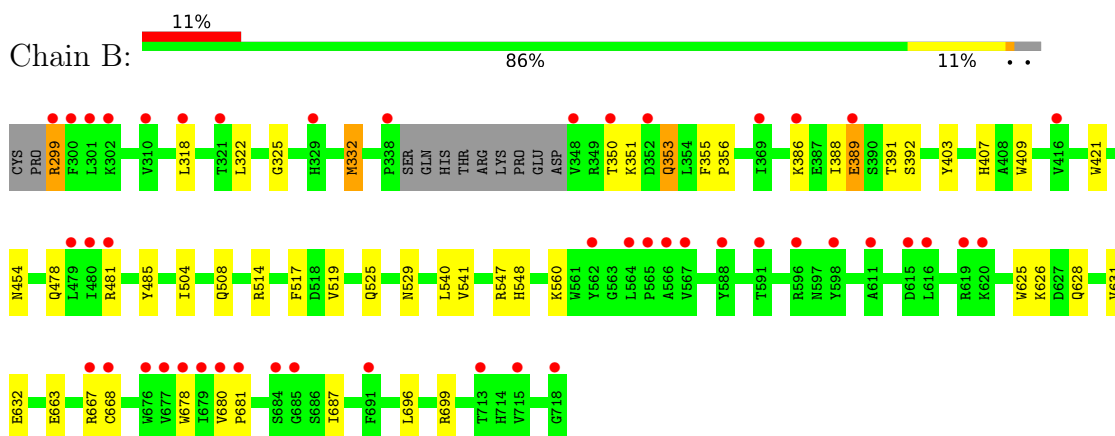 11%
Chain B:
86% 11% • •
CYS PRO R299 F300 L301 K302 V310 L318 T321 L322 G325 H329 M332 P338 SER GLN HIS THR ARG LYS PRO GLU ASP V348 R349 T350 K351 D352 Q353 L354 F355 P356 I369 K386 E387 I388 E389 S390 T391 S392 Y403 H407 A408 W409 V416 W421
N454 Q478 L479 I480 R481 Y485 I504 Q508 R514 F517 D518 V519 Q525 N529 L540 V541 R547 H548 K560 W561 Y562 G563 L564 P565 A566 V567 Y588 T591 R596 N597 Y598 A611 D615 L616 R619 K620 W625 K626 D627 Q628 V631
E632 E663 R667 C668 W676 V677 W678 I679 V680 P681 S684 G685 S686 I687 F691 L696 R699 T713 H714 V715 G718